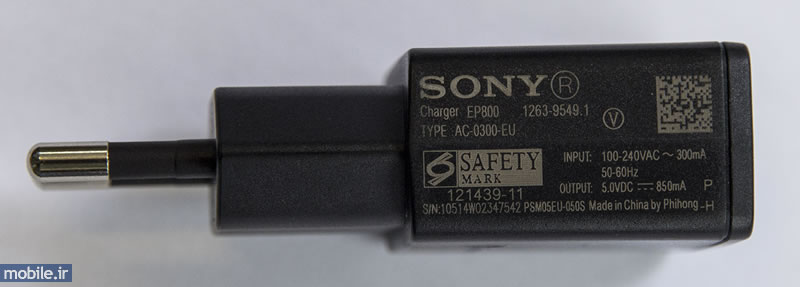 SONY®
Charger EP800 1263-9549.1
TYPE AC-0300-EU
V
SAFETY
MARK
121439-11
INPUT: 100-240VAC ~ 300mA
50-60Hz
OUTPUT: 5.0VDC ⎓ 850mA P
S/N:10514W02347542 PSM05EU-050S Made in China by Phihong -H
mobile.ir